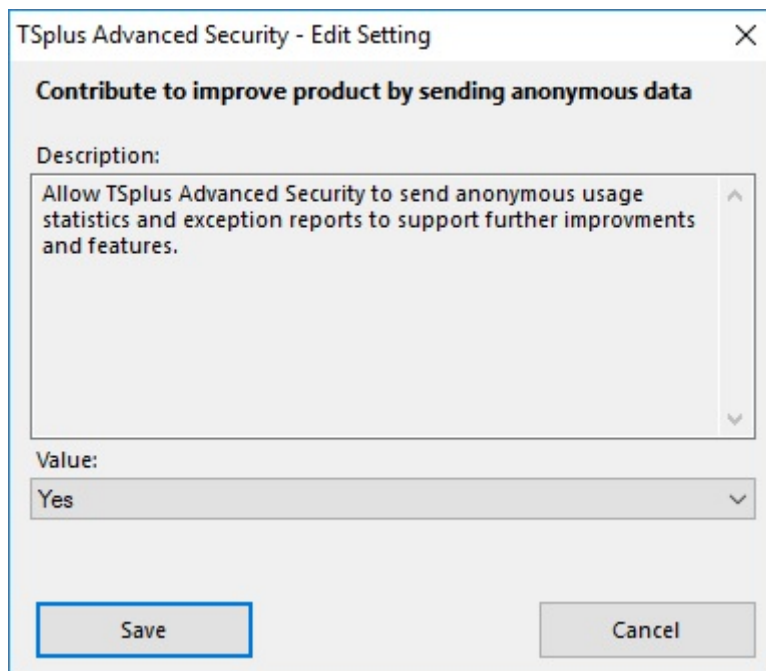 TSplus Advanced Security - Edit Setting
Contribute to improve product by sending anonymous data
Description:
Allow TSplus Advanced Security to send anonymous usage
statistics and exception reports to support further improvments
and features.
Value:
Yes
Save
Cancel